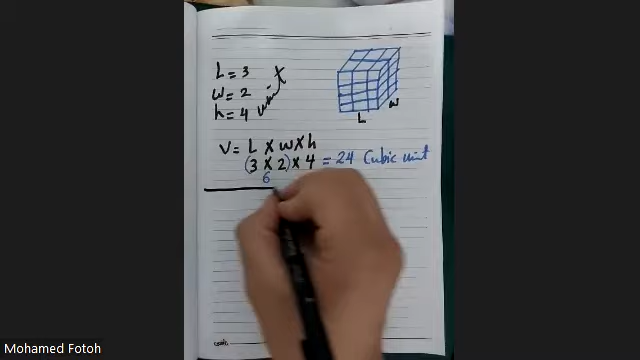 L = 3
w = 2
h = 4
unit
L
w
V = L x w x h
(3 x 2) x 4 = 24 Cubic unit
6
Mohamed Fotoh